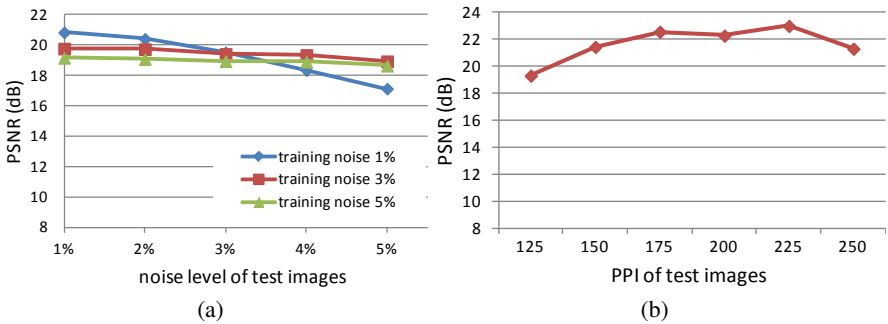 22
20
18
16
14
12
10
8
PSNR (dB)
training noise 1%
training noise 3%
training noise 5%
1% 2% 3% 4% 5%
noise level of test images
(a)
24
22
20
18
16
14
12
10
8
PSNR (dB)
125 150 175 200 225 250
PPI of test images
(b)